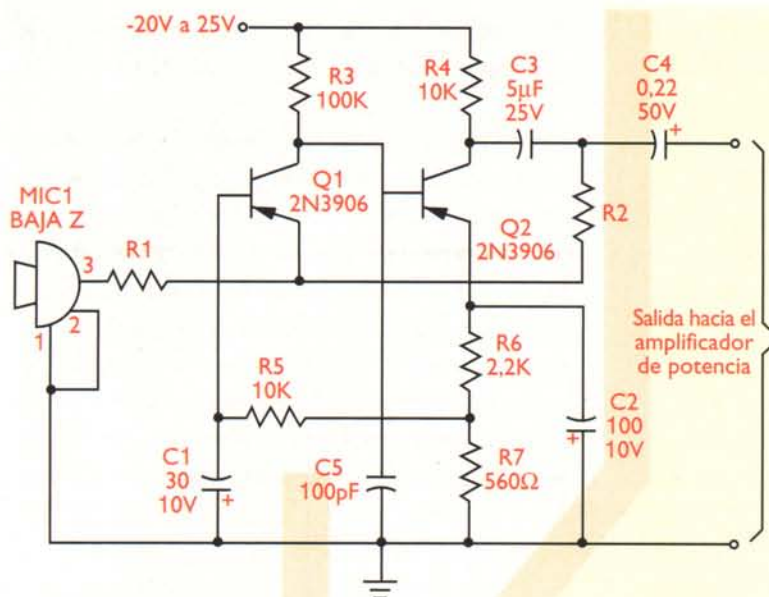 -20V a 25V
R3
100K
R4
10K
C3
5µF
25V
C4
0,22
50V
+
MIC1
BAJA Z
Q1
2N3906
Q2
2N3906
R2
3
R1
2
1
R6
2,2K
Salida hacia el
amplificador
de potencia
R5
10K
C2
100
10V
+
C1
30
10V
+
C5
100pF
R7
560Ω